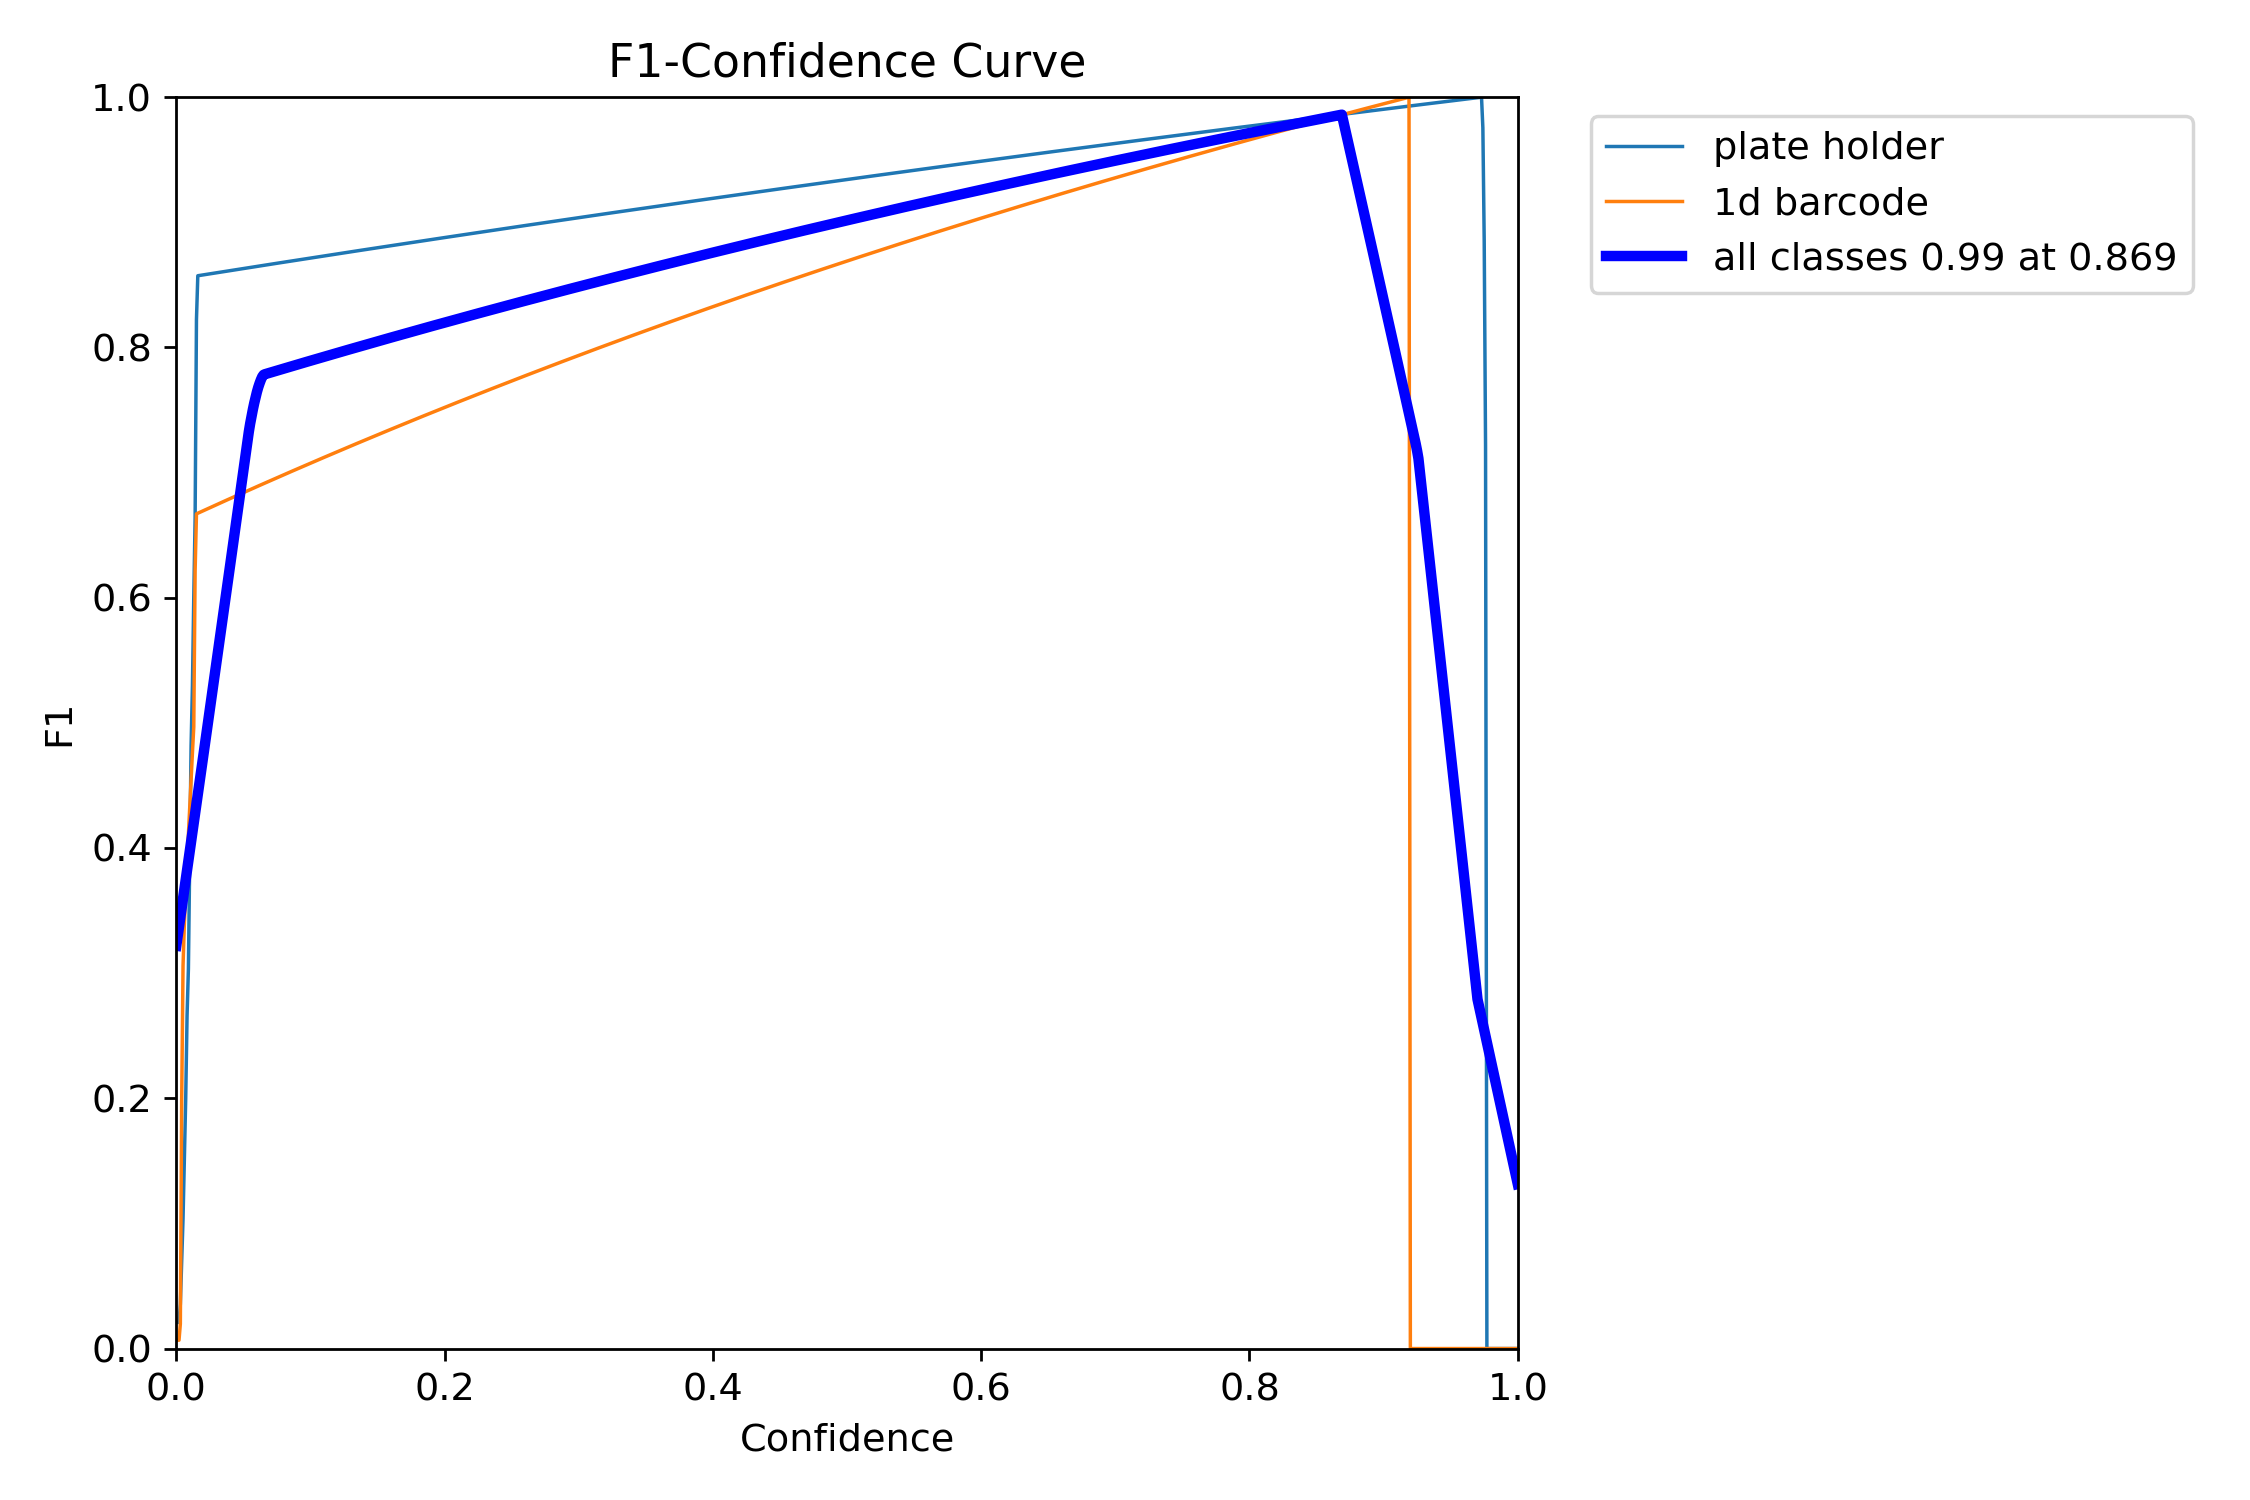 F1-Confidence Curve
1.0
0.8
0.6
0.4
0.2
0.0
F1
0.0 0.2 0.4 0.6 0.8 1.0
Confidence
plate holder
1d barcode
all classes 0.99 at 0.869